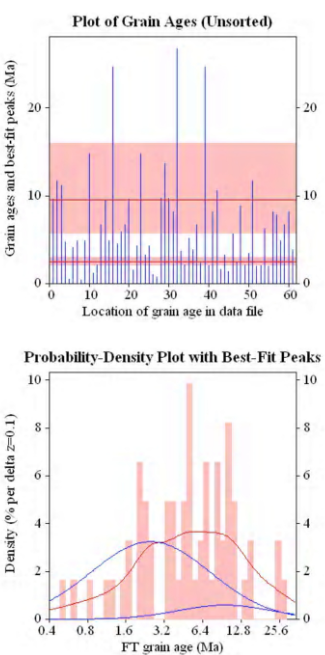 Plot of Grain Ages (Unsorted)
Grain ages and best-fit peaks (Ma)
20 20
10 10
0 0
0 10 20 30 40 50 60
Location of grain age in data file
Probability-Density Plot with Best-Fit Peaks
Density (% per delta z=0.1)
10 10
8 8
6 6
4 4
2 2
0 0
0.4 0.8 1.6 3.2 6.4 12.8 25.6
FT grain age (Ma)